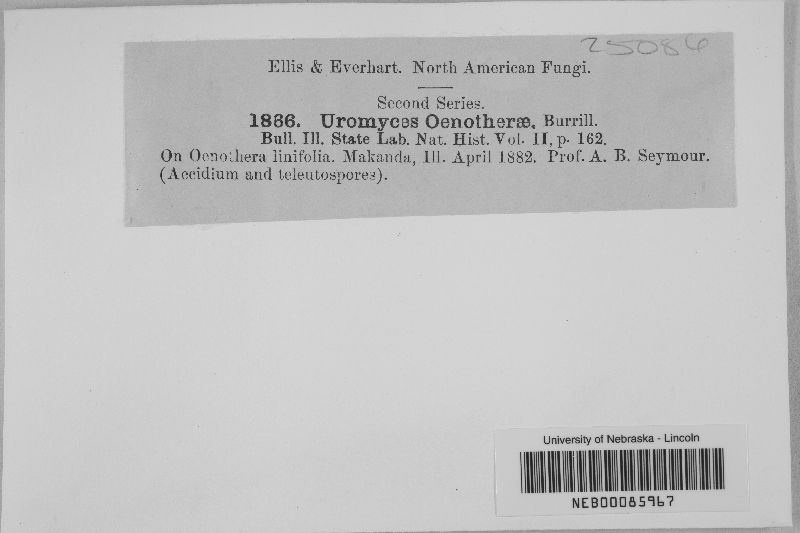 25086
Ellis & Everhart. North American Fungi.
Second Series.
1886. Uromyces Oenotheræ, Burrill.
Bull. Ill. State Lab. Nat. Hist. Vol. II, p. 162.
On Oenothera linifolia. Makanda, Ill. April 1882. Prof. A. B. Seymour.
(Aecidium and teleutospores).
University of Nebraska - Lincoln
NEB00085967